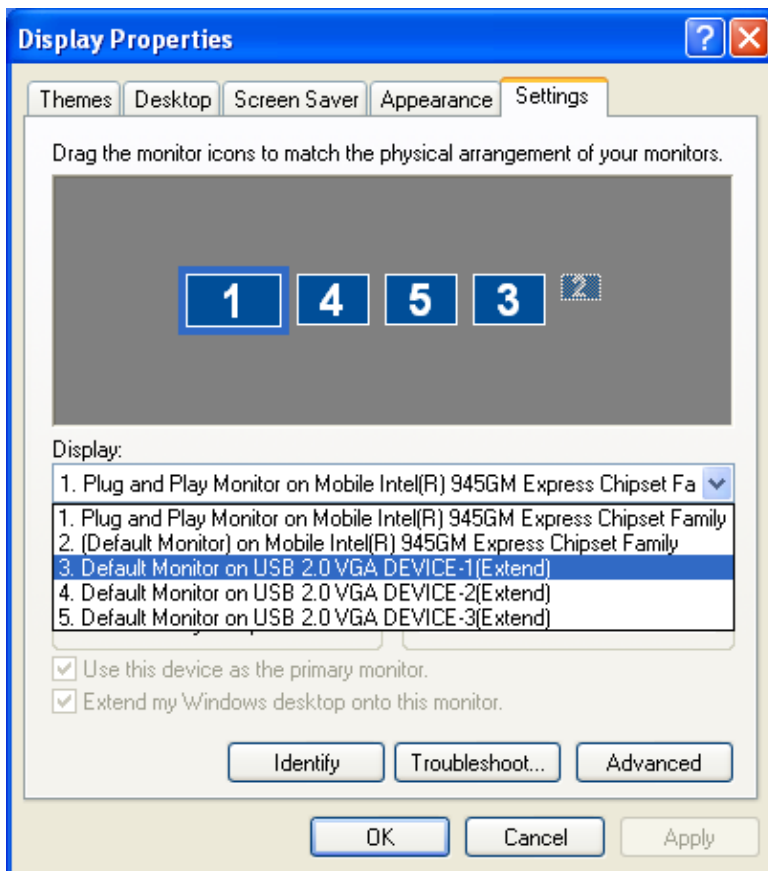 Display Properties
Themes Desktop Screen Saver Appearance Settings
Drag the monitor icons to match the physical arrangement of your monitors.
1 4 5 3 2
Display:
1. Plug and Play Monitor on Mobile Intel(R) 945GM Express Chipset Fa
1. Plug and Play Monitor on Mobile Intel(R) 945GM Express Chipset Family
2. (Default Monitor) on Mobile Intel(R) 945GM Express Chipset Family
3. Default Monitor on USB 2.0 VGA DEVICE-1(Extend)
4. Default Monitor on USB 2.0 VGA DEVICE-2(Extend)
5. Default Monitor on USB 2.0 VGA DEVICE-3(Extend)
Use this device as the primary monitor.
Extend my Windows desktop onto this monitor.
Identify Troubleshoot... Advanced
OK Cancel Apply